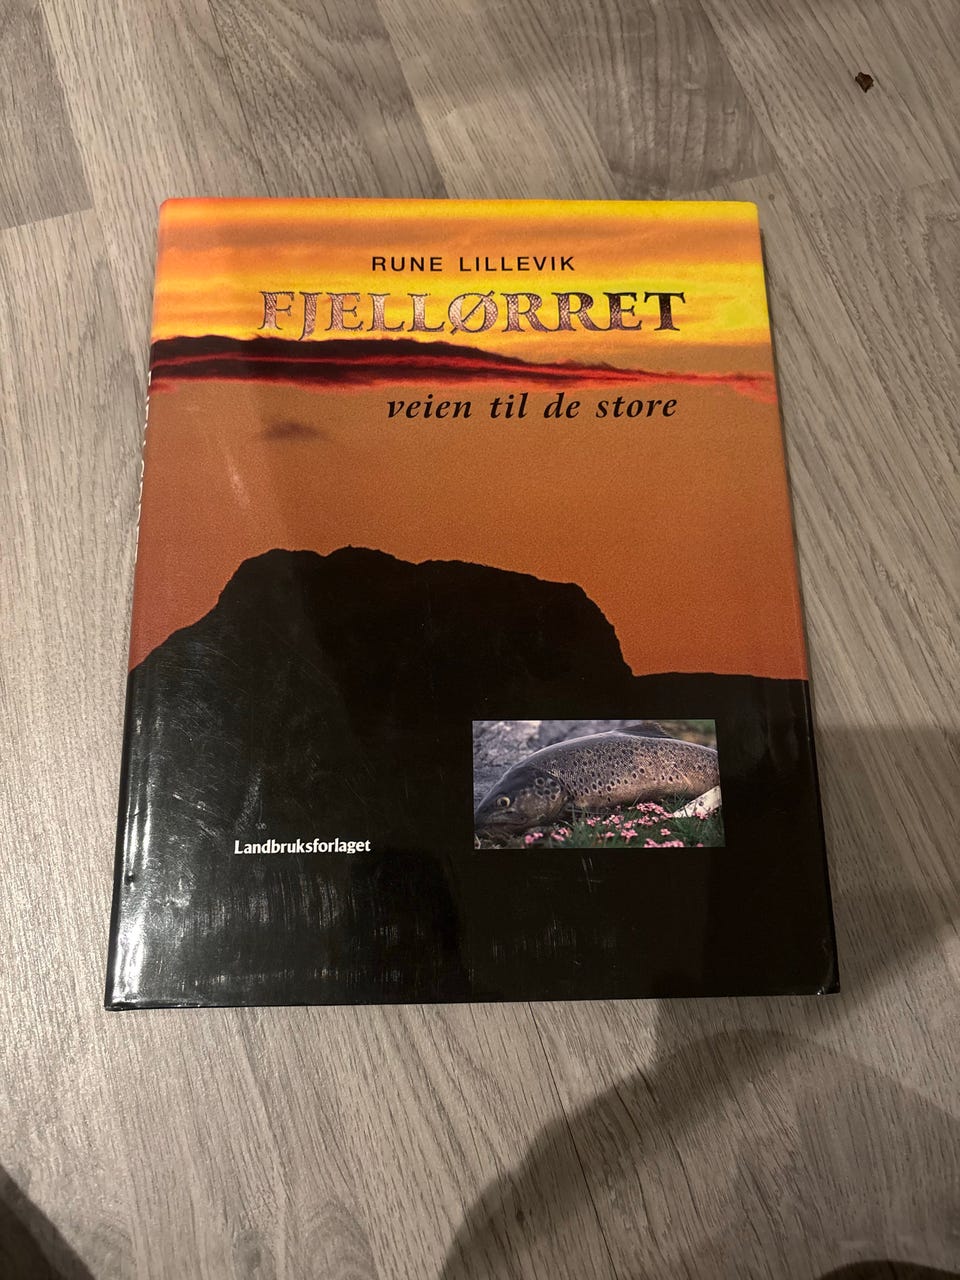 RUNE LILLEVIK
FJELLØRRET
veien til de store
Landbruksforlaget